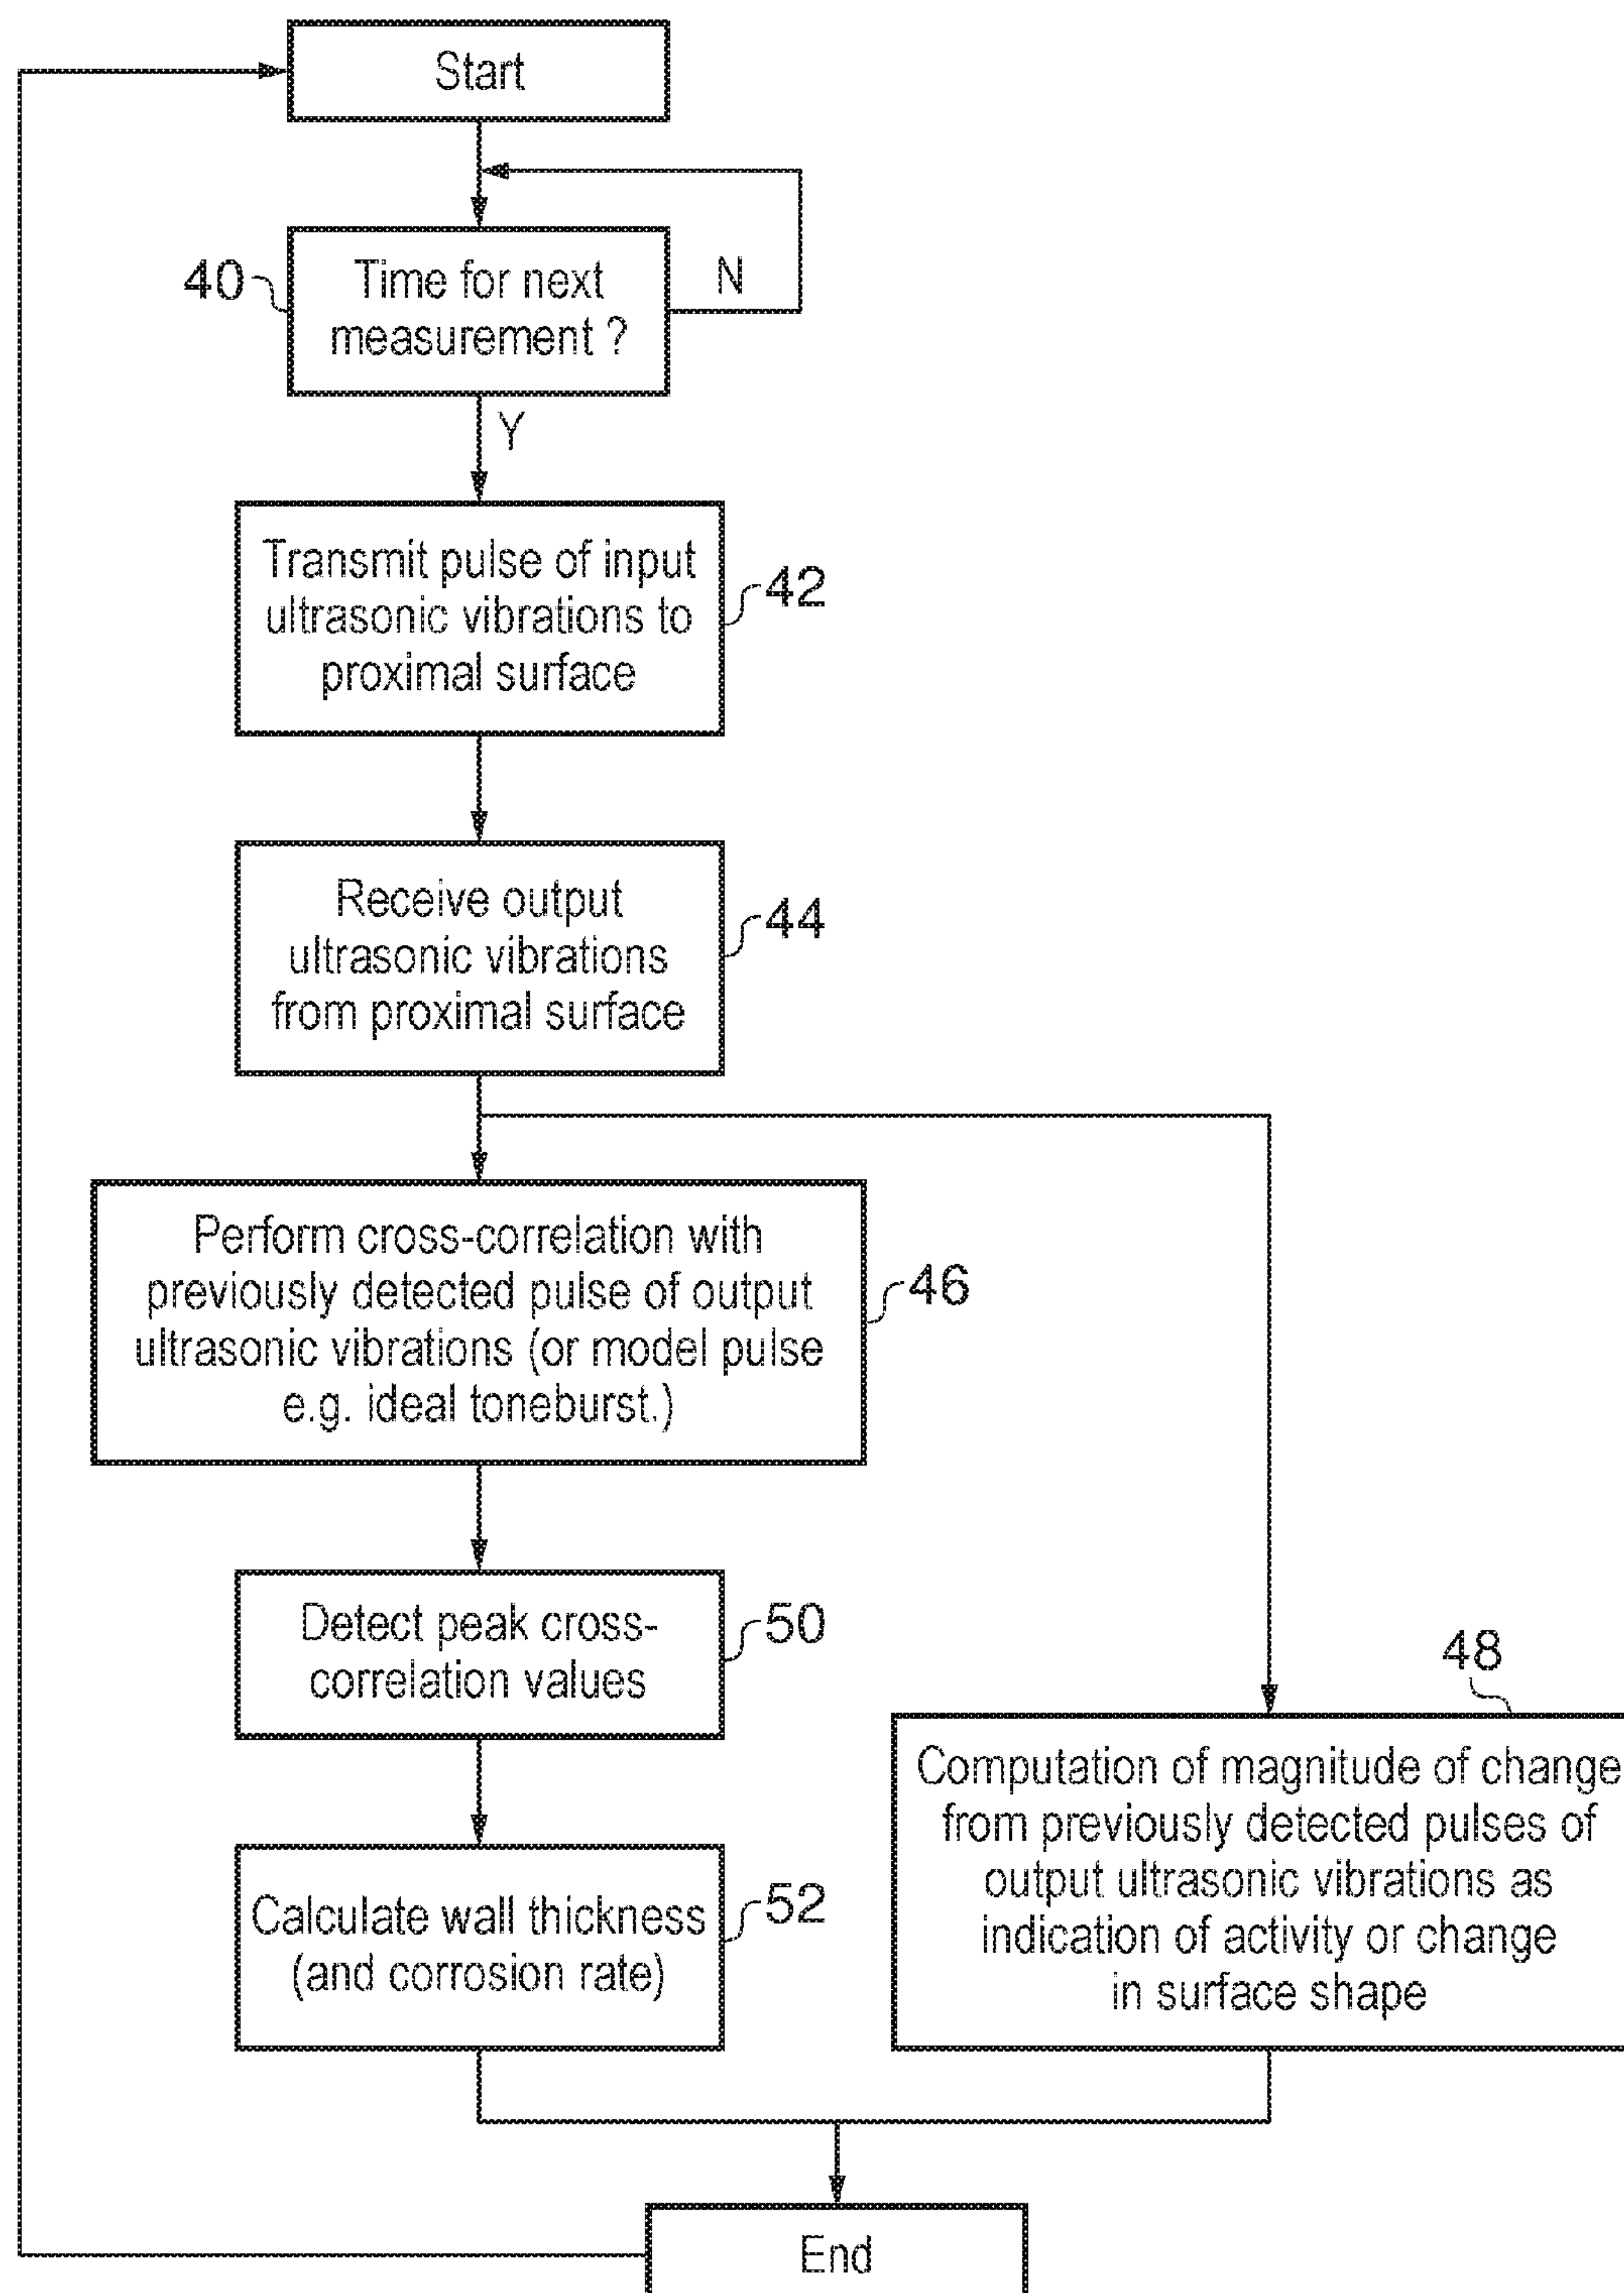 Start
40
Time for next
measurement ?
N
Y
Transmit pulse of input
ultrasonic vibrations to
proximal surface
42
Receive output
ultrasonic vibrations
from proximal surface
44
Perform cross-correlation with
previously detected pulse of output
ultrasonic vibrations (or model pulse
e.g. ideal toneburst.)
46
Detect peak cross-
correlation values
50
48
Computation of magnitude of change
from previously detected pulses of
output ultrasonic vibrations as
indication of activity or change
in surface shape
Calculate wall thickness
(and corrosion rate)
52
End